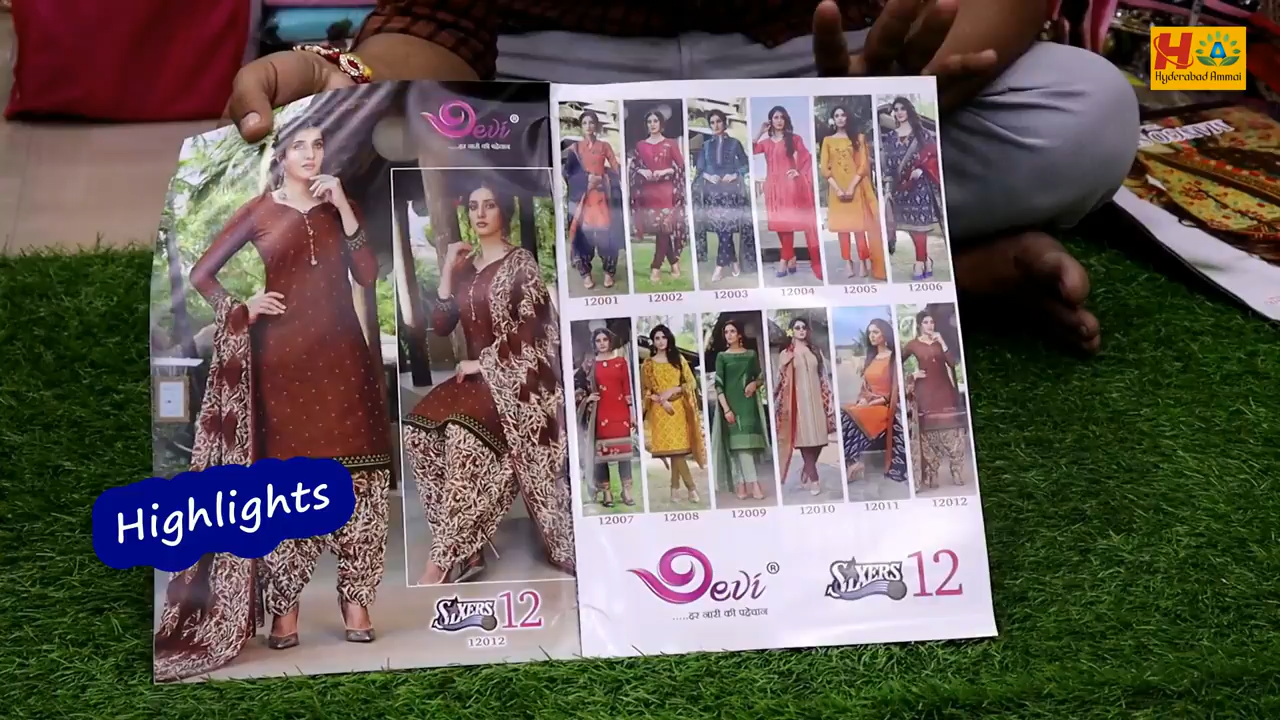 H A
Hyderabad Ammai
Devi®
.....हर नारी की पहेचान
12001 12002 12003 12004 12005 12006
12007 12008 12009 12010 12011 12012
Highlights
SIXERS 12
12012
Devi®
.....हर नारी की पहेचान
SIXERS 12